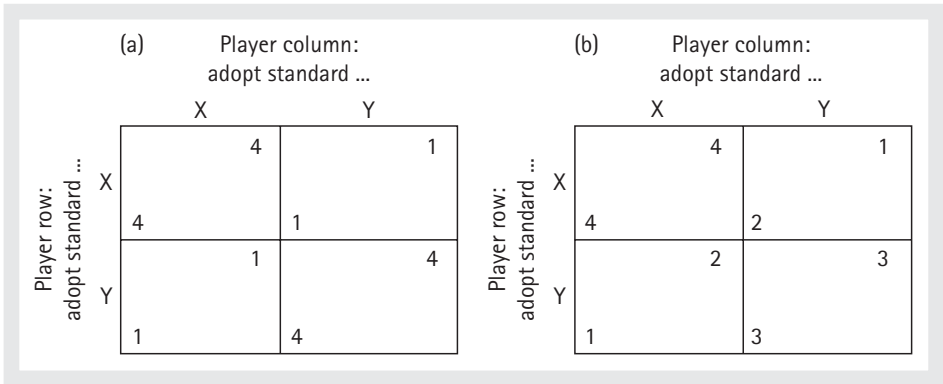 (a) Player column:
adopt standard ...
X Y
Player row:
adopt standard ...
X
4 1
4 1
Y
1 4
1 4
(b) Player column:
adopt standard ...
X Y
Player row:
adopt standard ...
X
4 1
4 2
Y
2 3
1 3